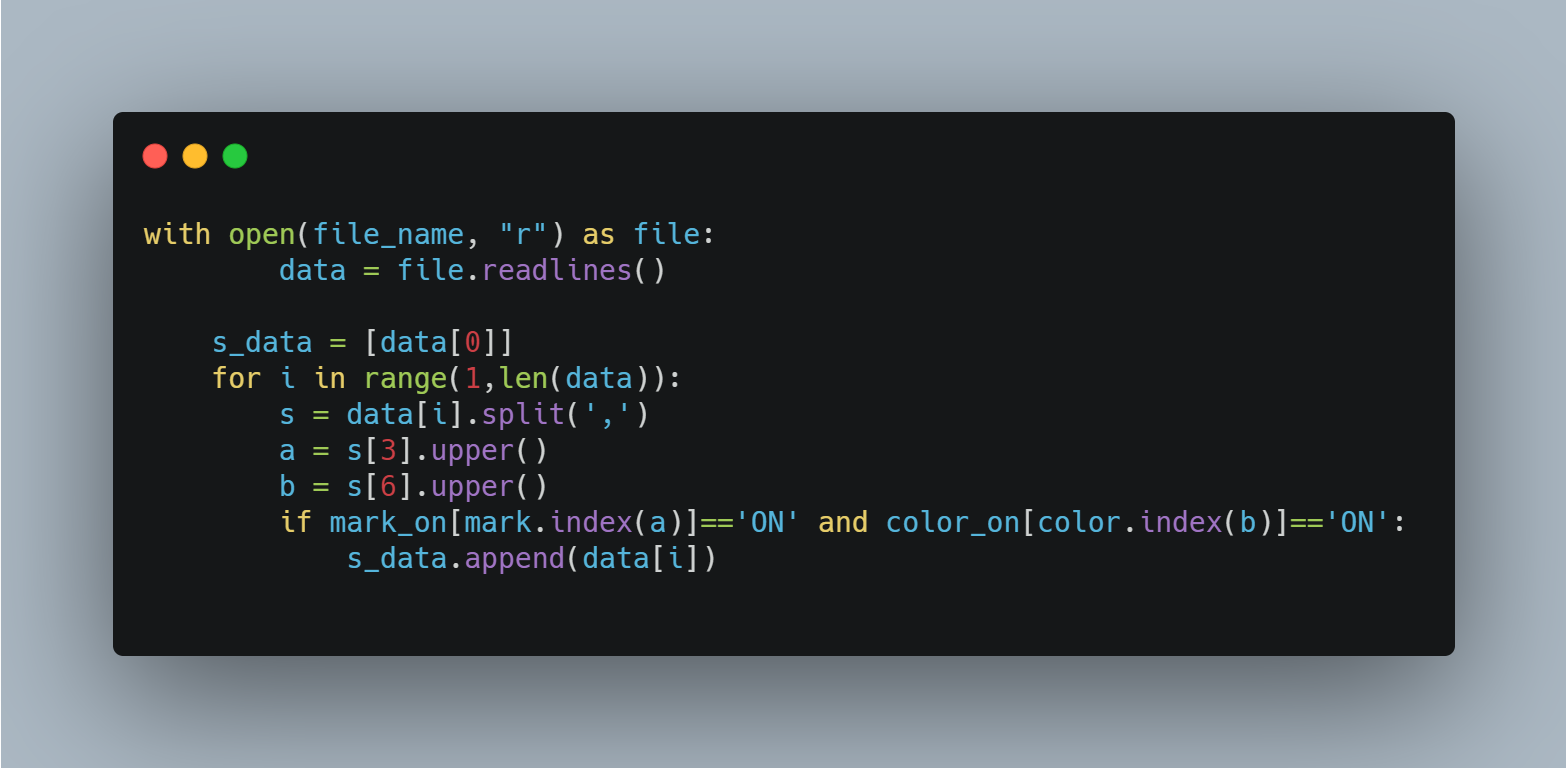 with open(file_name, "r") as file:
        data = file.readlines()

    s_data = [data[0]]
    for i in range(1,len(data)):
        s = data[i].split(',')
        a = s[3].upper()
        b = s[6].upper()
        if mark_on[mark.index(a)]=='ON' and color_on[color.index(b)]=='ON':
            s_data.append(data[i])